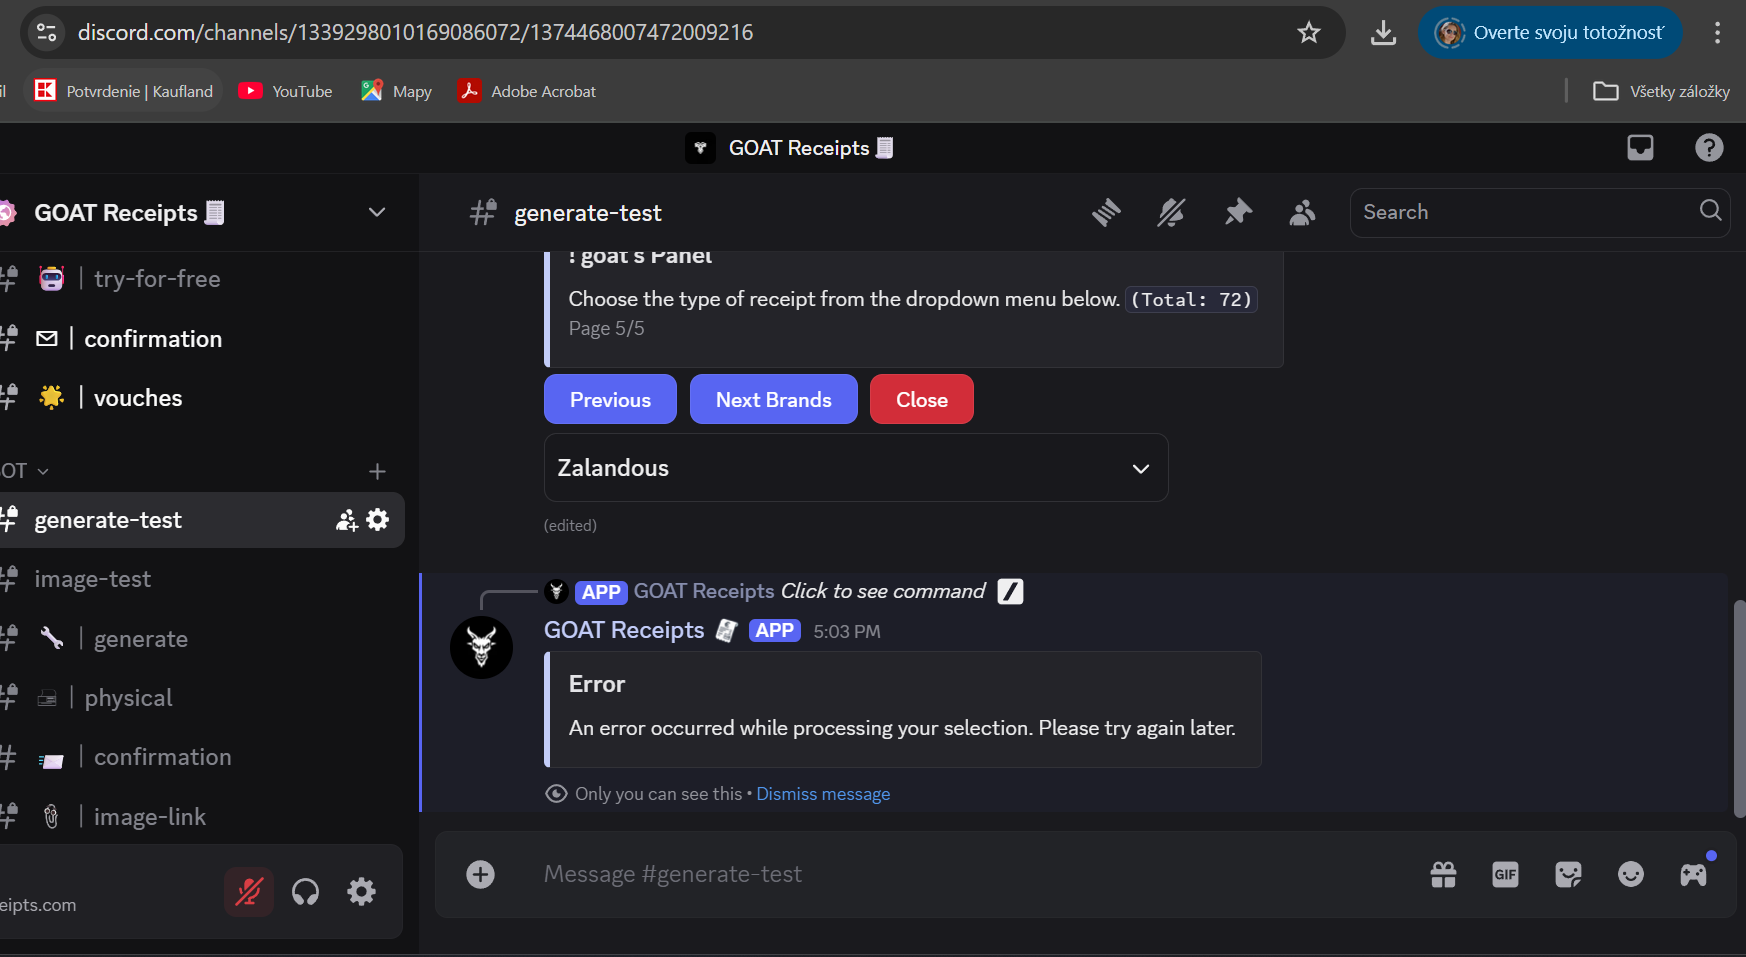 discord.com/channels/1339298010169086072/1374468007472009216
Overte svoju totožnosť
Potvrdenie | Kaufland
YouTube
Mapy
Adobe Acrobat
Všetky záložky
GOAT Receipts
GOAT Receipts
generate-test
Search
try-for-free
confirmation
vouches
generate-test
image-test
generate
physical
confirmation
image-link
eipts.com
! goat's Panel
Choose the type of receipt from the dropdown menu below. (Total: 72)
Page 5/5
Previous
Next Brands
Close
Zalandous
(edited)
APP GOAT Receipts Click to see command
GOAT Receipts APP 5:03 PM
Error
An error occurred while processing your selection. Please try again later.
Only you can see this • Dismiss message
Message #generate-test
GIF